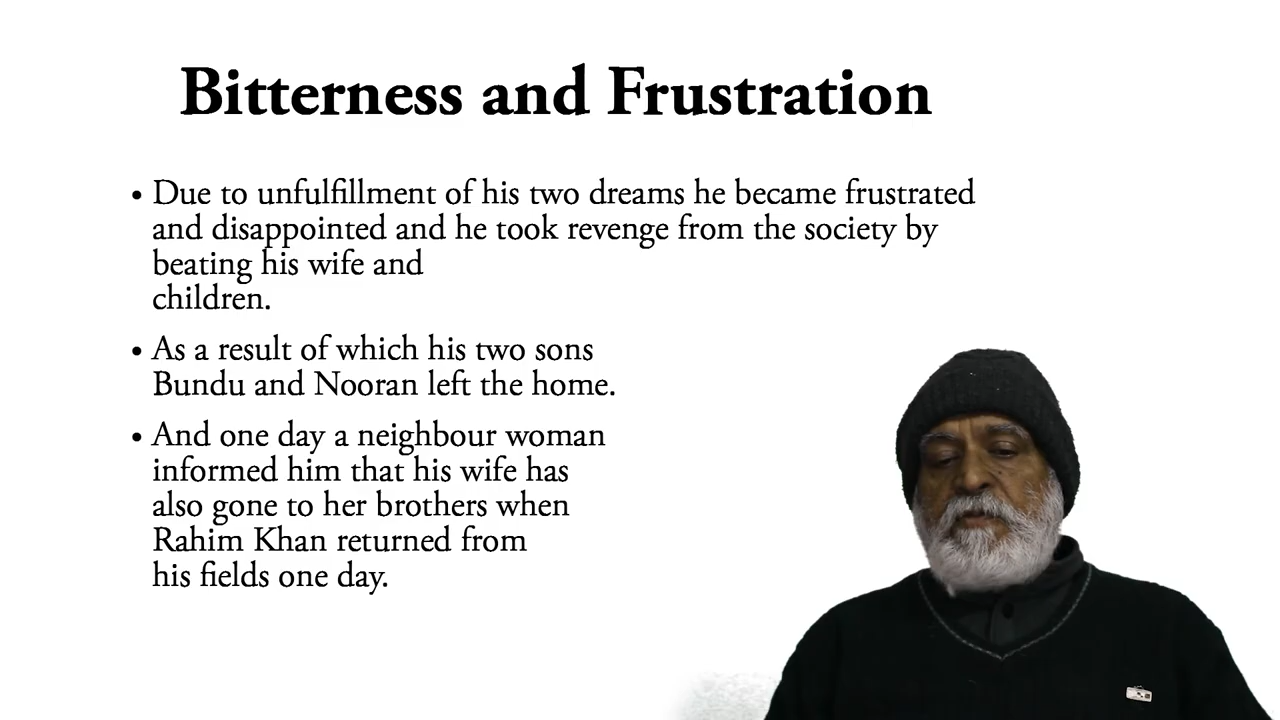 Bitterness and Frustration
• Due to unfulfillment of his two dreams he became frustrated
and disappointed and he took revenge from the society by
beating his wife and
children.
• As a result of which his two sons
Bundu and Nooran left the home.
• And one day a neighbour woman
informed him that his wife has
also gone to her brothers when
Rahim Khan returned from
his fields one day.